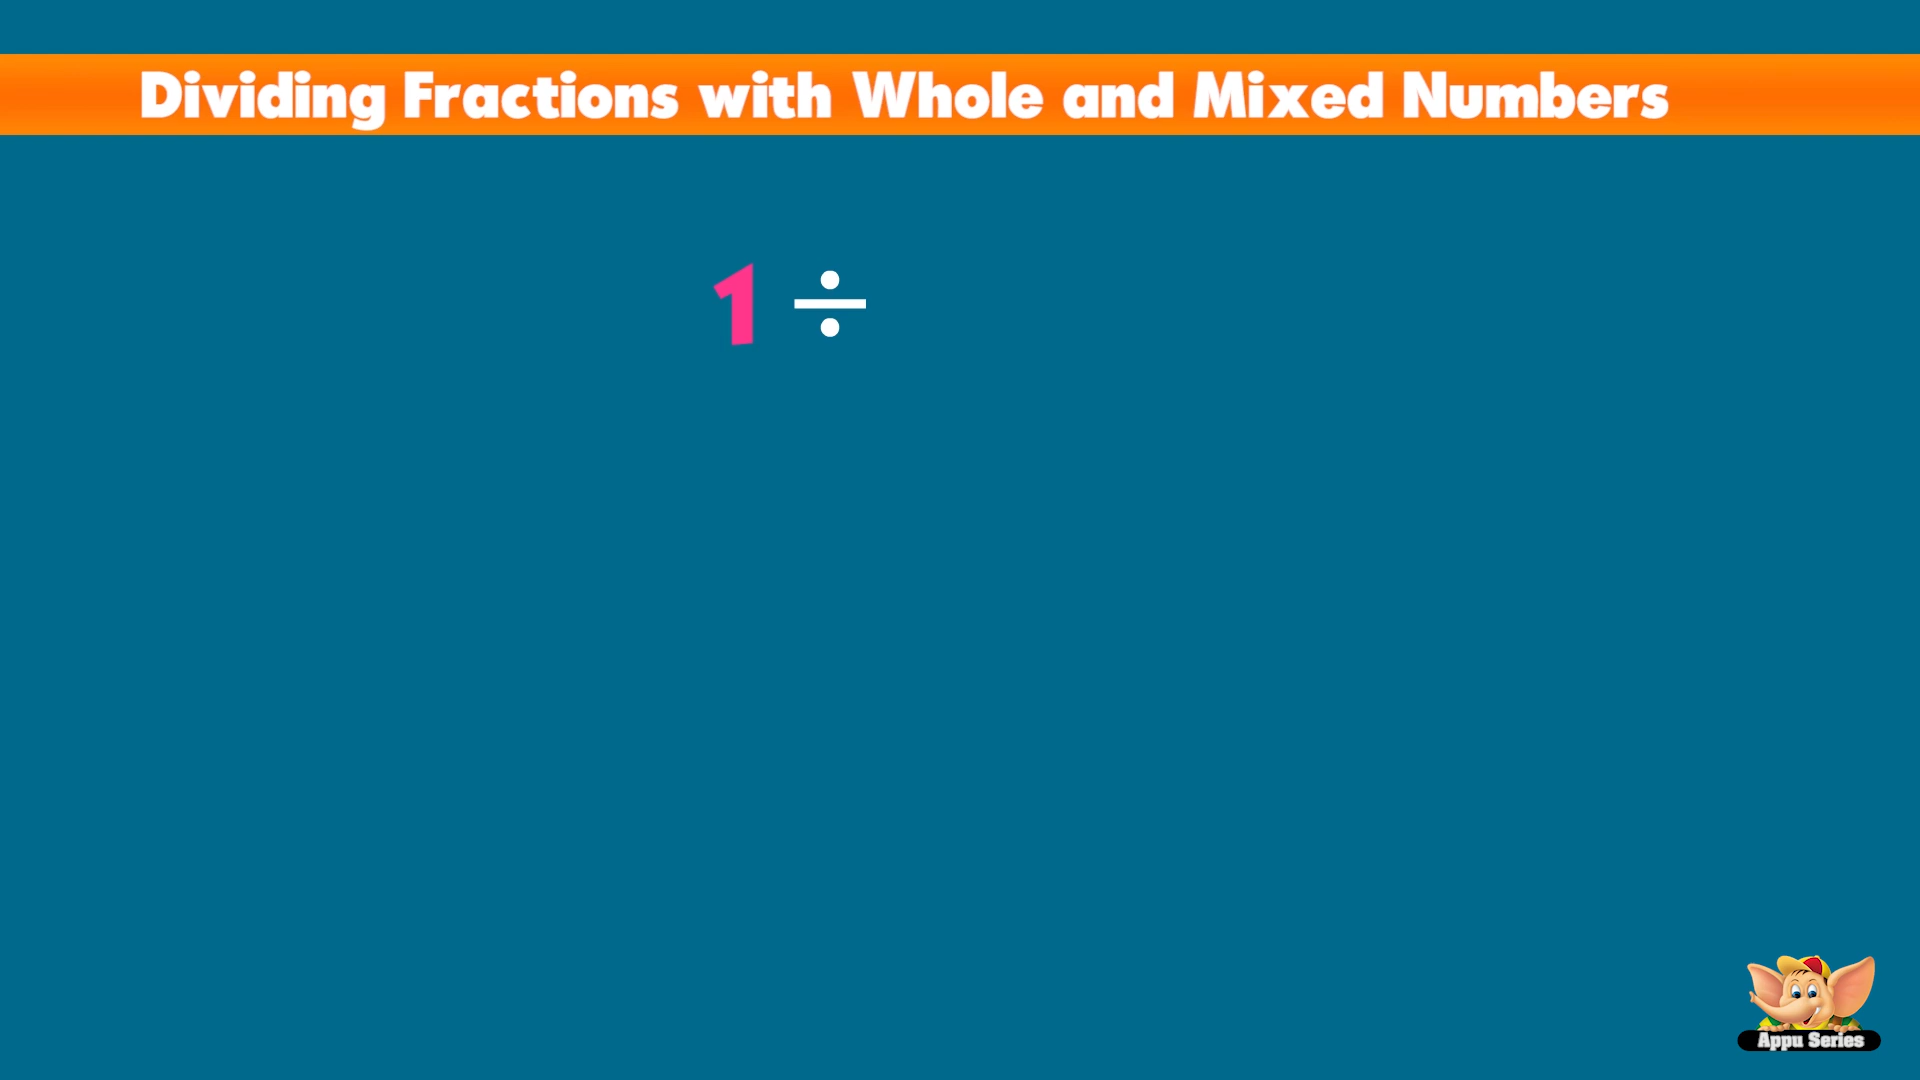 Dividing Fractions with Whole and Mixed Numbers
1 ÷
Appu Series